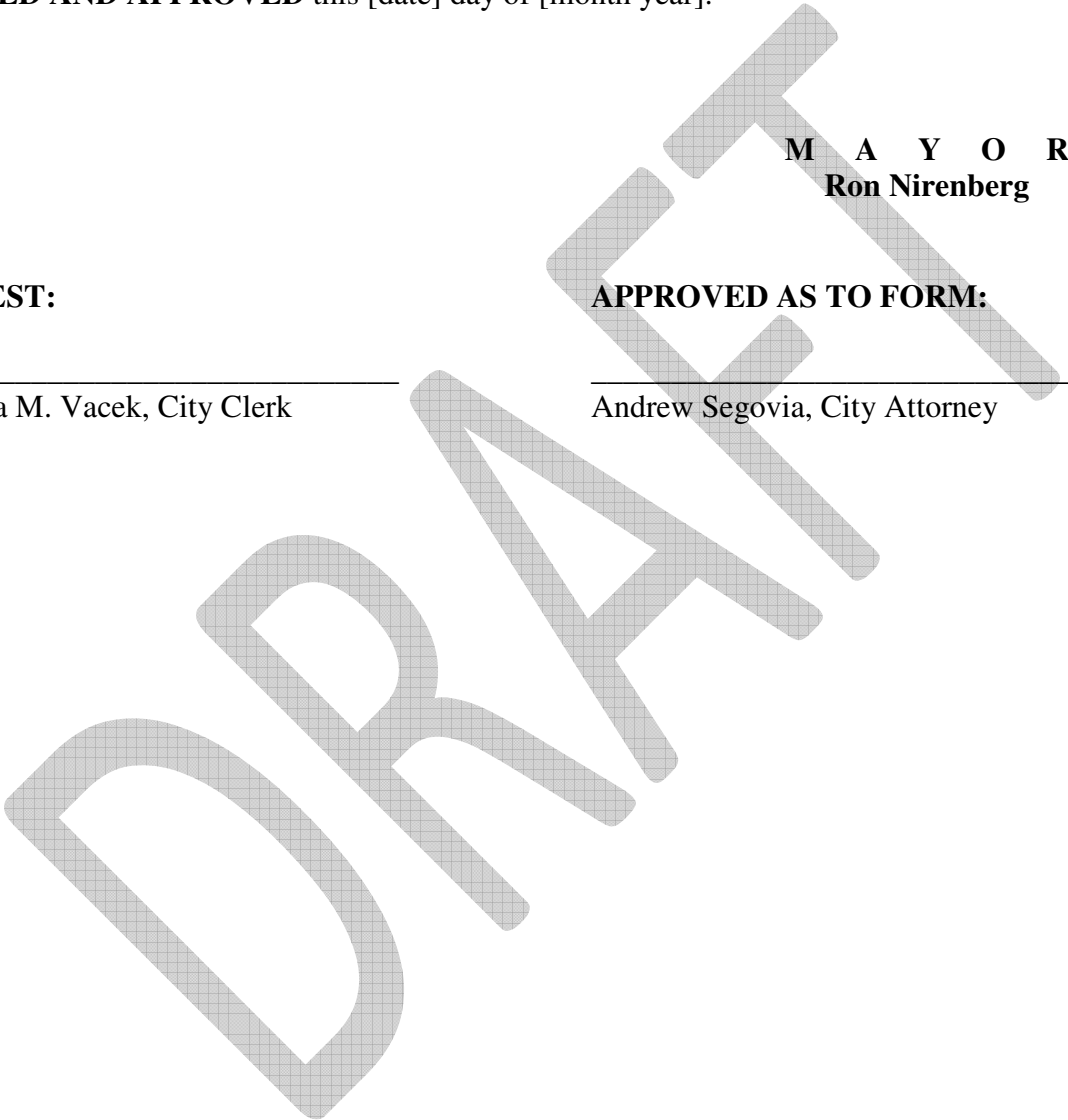 ED AND APPROVED this [date] day of [month year].
M A Y O R
Ron Nirenberg
EST: APPROVED AS TO FORM:
a M. Vacek, City Clerk Andrew Segovia, City Attorney
DRAFT